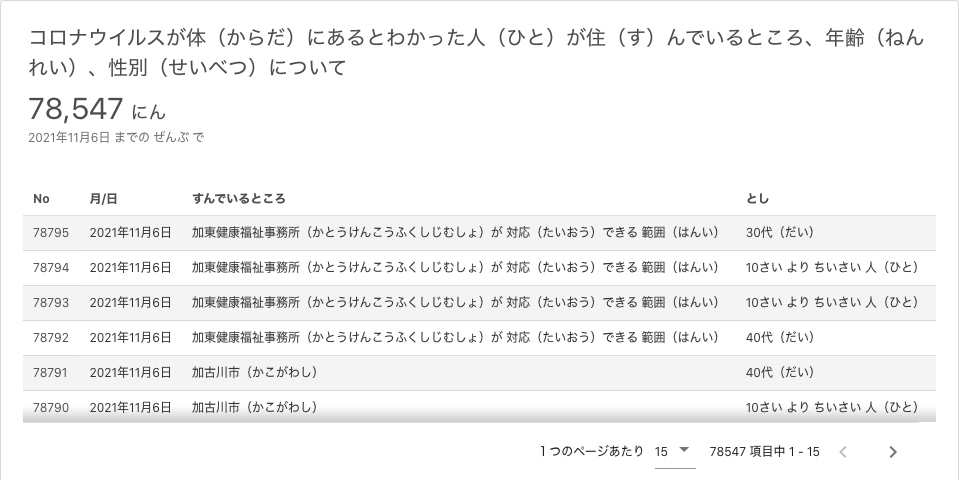 コロナウイルスが体（からだ）にあるとわかった人（ひと）が住（す）んでいるところ、年齢（ねん
れい）、性別（せいべつ）について
78,547 にん
2021年11月6日 までの ぜんぶ で
No 月/日 すんでいるところ とし
78795 2021年11月6日 加東健康福祉事務所（かとうけんこうふくしじむしょ）が 対応（たいおう）できる 範囲（はんい） 30代（だい）
78794 2021年11月6日 加東健康福祉事務所（かとうけんこうふくしじむしょ）が 対応（たいおう）できる 範囲（はんい） 10さい より ちいさい 人（ひと）
78793 2021年11月6日 加東健康福祉事務所（かとうけんこうふくしじむしょ）が 対応（たいおう）できる 範囲（はんい） 10さい より ちいさい 人（ひと）
78792 2021年11月6日 加東健康福祉事務所（かとうけんこうふくしじむしょ）が 対応（たいおう）できる 範囲（はんい） 40代（だい）
78791 2021年11月6日 加古川市（かこがわし） 40代（だい）
78790 2021年11月6日 加古川市（かこがわし） 10さい より ちいさい 人（ひと）
1 つのページあたり 15 78547 項目中 1 - 15